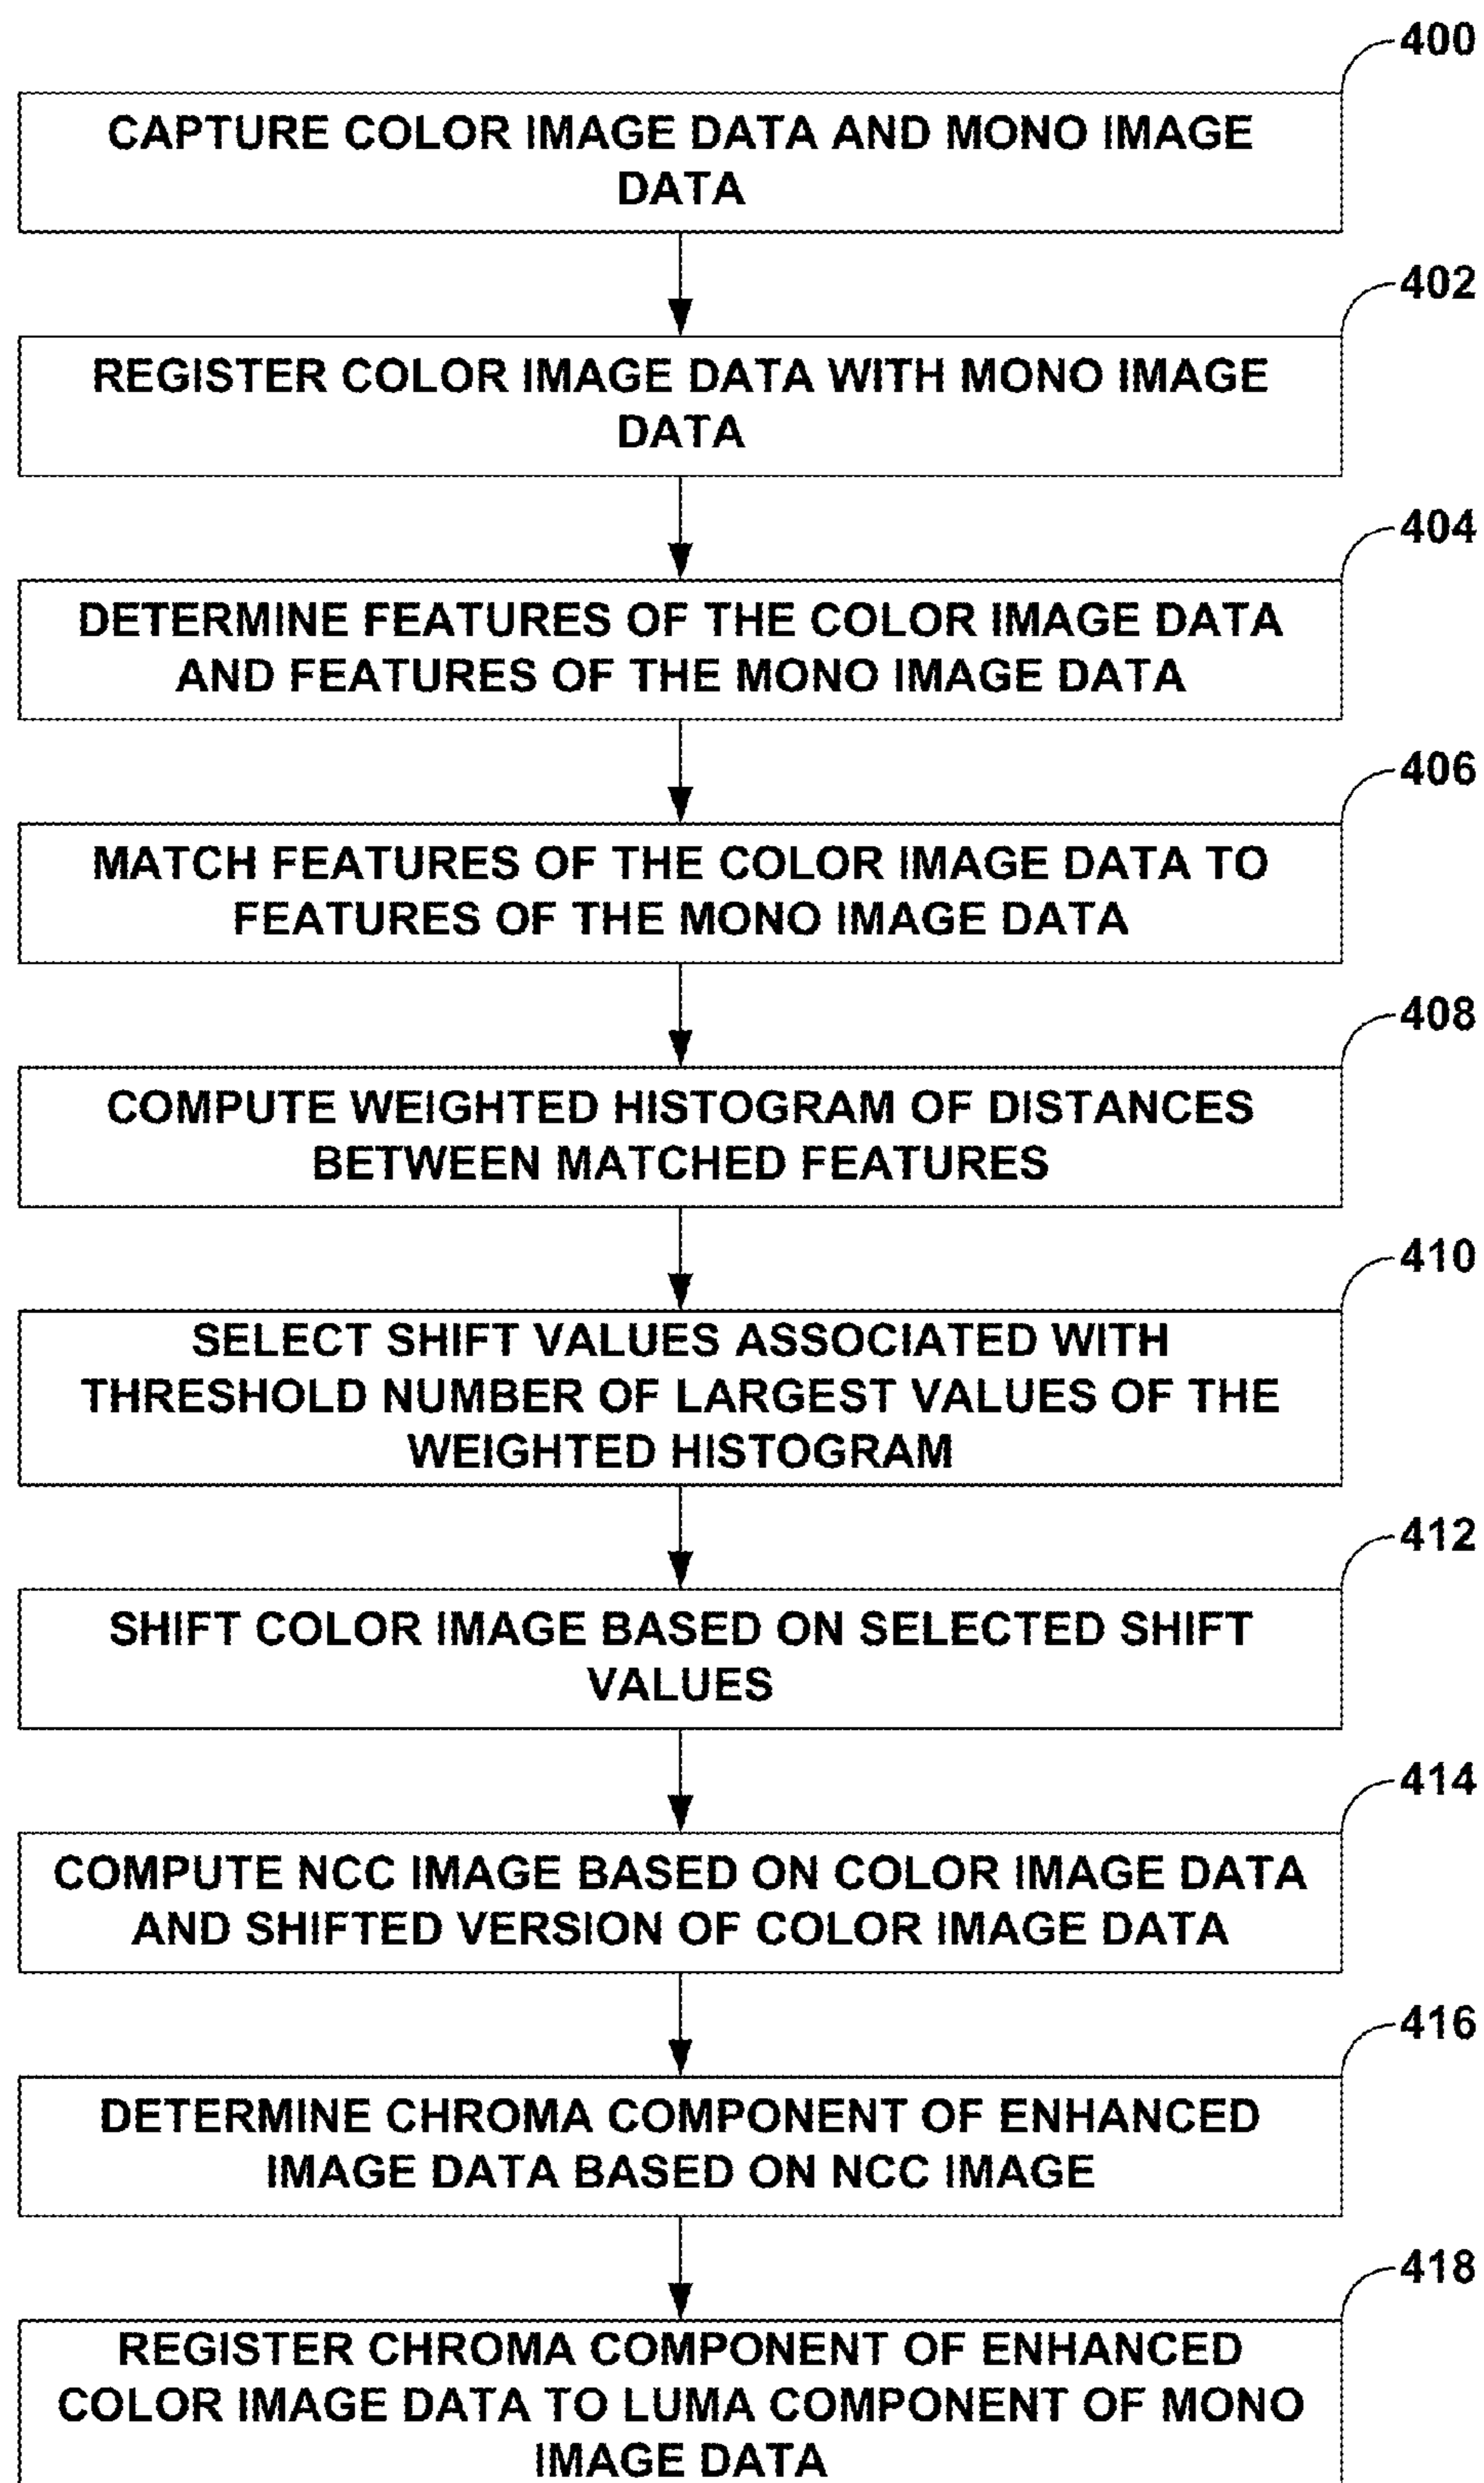 400
CAPTURE COLOR IMAGE DATA AND MONO IMAGE
DATA
402
REGISTER COLOR IMAGE DATA WITH MONO IMAGE
DATA
404
DETERMINE FEATURES OF THE COLOR IMAGE DATA
AND FEATURES OF THE MONO IMAGE DATA
406
MATCH FEATURES OF THE COLOR IMAGE DATA TO
FEATURES OF THE MONO IMAGE DATA
408
COMPUTE WEIGHTED HISTOGRAM OF DISTANCES
BETWEEN MATCHED FEATURES
410
SELECT SHIFT VALUES ASSOCIATED WITH
THRESHOLD NUMBER OF LARGEST VALUES OF THE
WEIGHTED HISTOGRAM
412
SHIFT COLOR IMAGE BASED ON SELECTED SHIFT
VALUES
414
COMPUTE NCC IMAGE BASED ON COLOR IMAGE DATA
AND SHIFTED VERSION OF COLOR IMAGE DATA
416
DETERMINE CHROMA COMPONENT OF ENHANCED
IMAGE DATA BASED ON NCC IMAGE
418
REGISTER CHROMA COMPONENT OF ENHANCED
COLOR IMAGE DATA TO LUMA COMPONENT OF MONO
IMAGE DATA